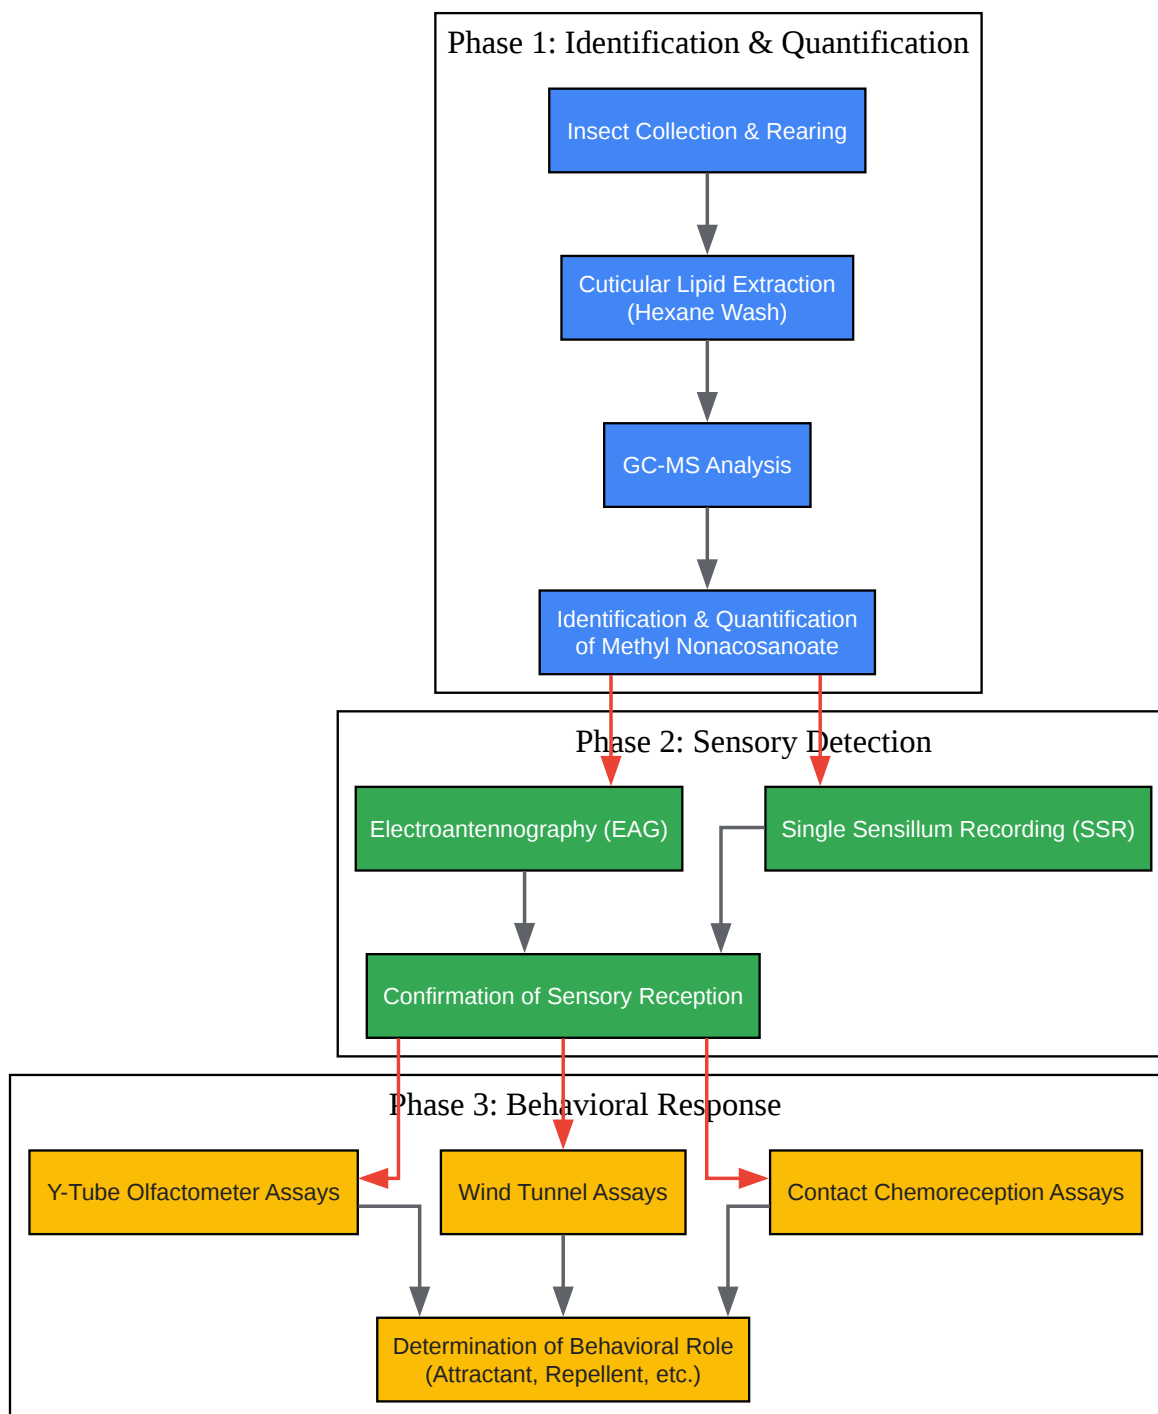 Phase 1: Identification & Quantification
Insect Collection & Rearing
Cuticular Lipid Extraction
(Hexane Wash)
GC-MS Analysis
Identification & Quantification
of Methyl Nonacosanoate
Phase 2: Sensory Detection
Electroantennography (EAG)
Single Sensillum Recording (SSR)
Confirmation of Sensory Reception
Phase 3: Behavioral Response
Y-Tube Olfactometer Assays
Wind Tunnel Assays
Contact Chemoreception Assays
Determination of Behavioral Role
(Attractant, Repellent, etc.)